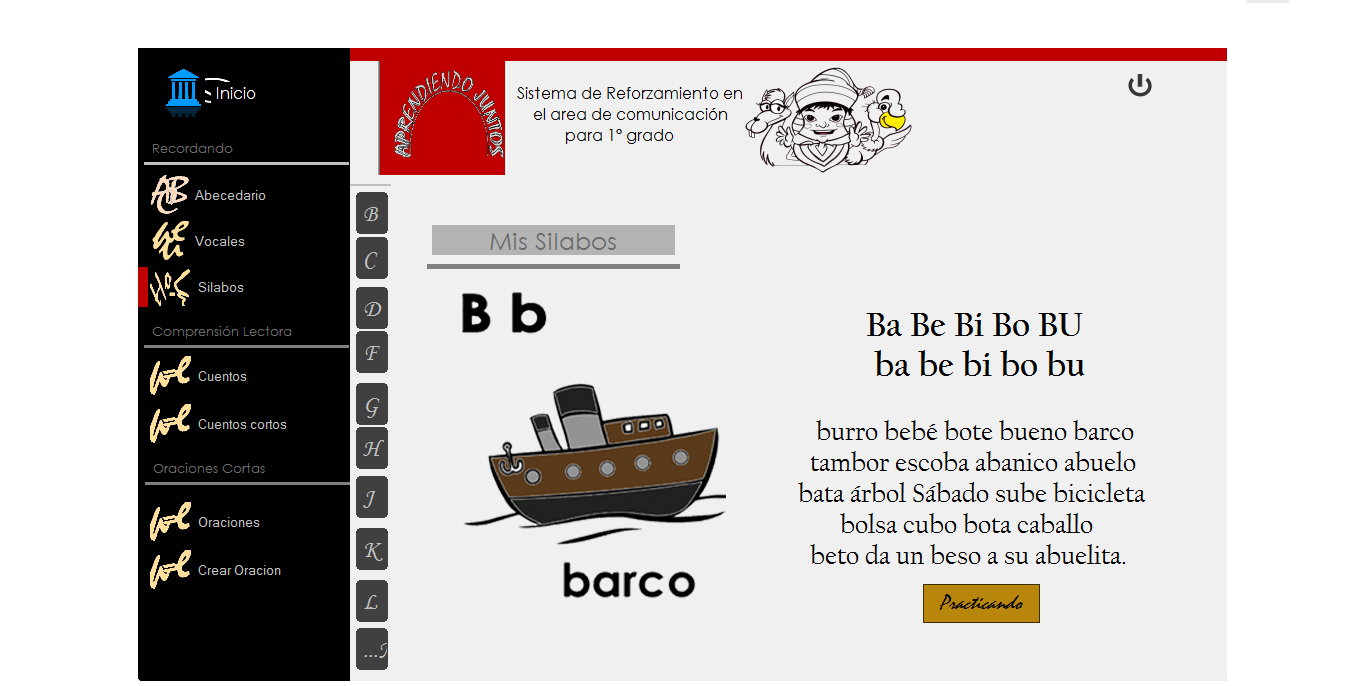 Inicio
Recordando
Abecedario
Vocales
Silabos
Comprensión Lectora
Cuentos
Cuentos cortos
Oraciones Cortas
Oraciones
Crear Oracion
APRENDIENDO JUNTOS
Sistema de Reforzamiento en
el area de comunicación
para 1° grado
B
C
D
F
G
H
J
K
L
Mis Silabos
B b
barco
Ba Be Bi Bo BU
ba be bi bo bu
burro bebé bote bueno barco
tambor escoba abanico abuelo
bata árbol Sábado sube bicicleta
bolsa cubo bota caballo
beto da un beso a su abuelita.
Practicando